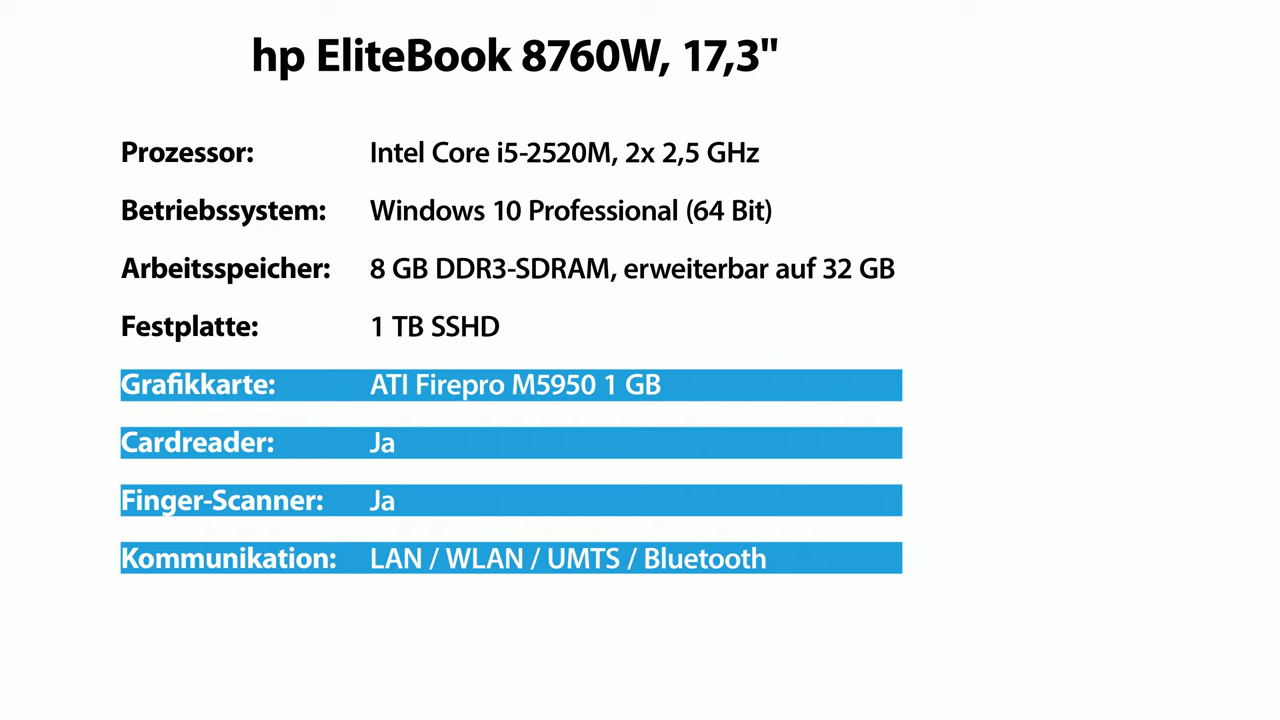 hp EliteBook 8760W, 17,3"
Prozessor: Intel Core i5-2520M, 2x 2,5 GHz
Betriebssystem: Windows 10 Professional (64 Bit)
Arbeitsspeicher: 8 GB DDR3-SDRAM, erweiterbar auf 32 GB
Festplatte: 1 TB SSHD
Grafikkarte: ATI Firepro M5950 1 GB
Cardreader: Ja
Finger-Scanner: Ja
Kommunikation: LAN / WLAN / UMTS / Bluetooth